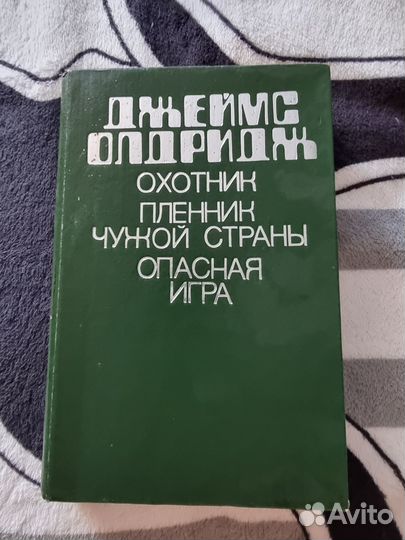 ДЖЕЙМС
ОЛДРИДЖ
ОХОТНИК
ПЛЕННИК
ЧУЖОЙ СТРАНЫ
ОПАСНАЯ
ИГРА
Avito